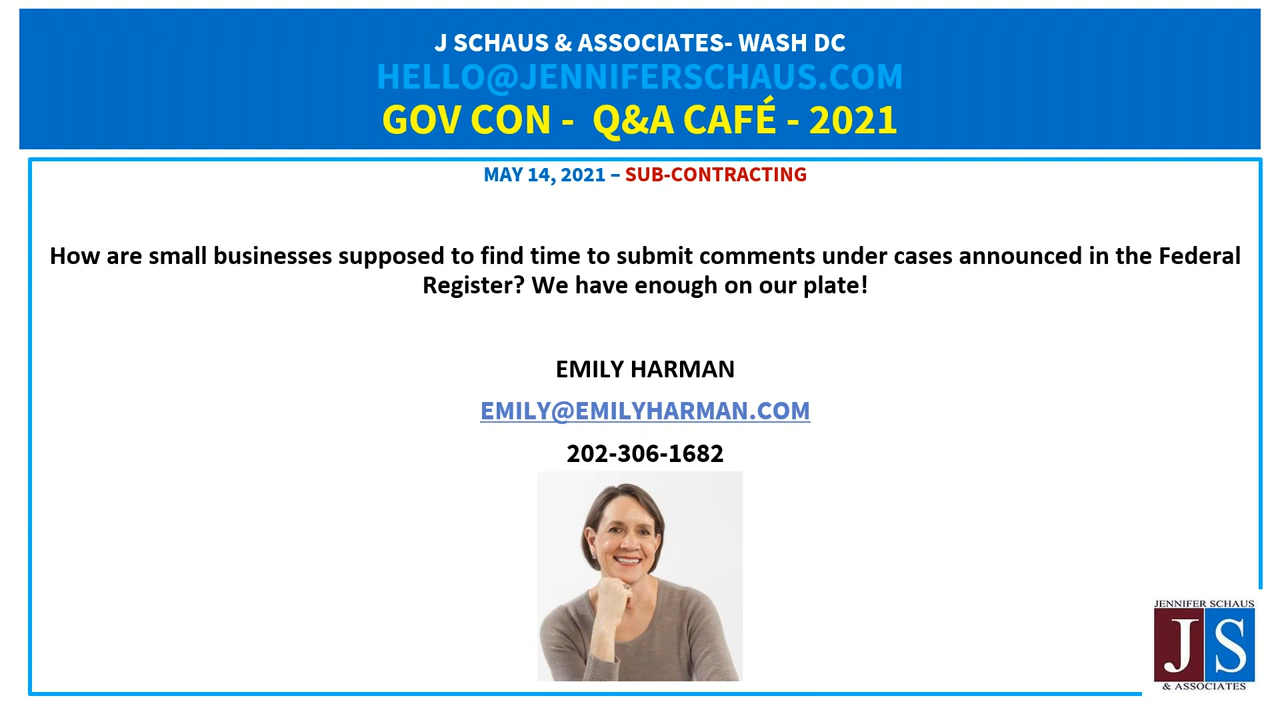 J SCHAUS & ASSOCIATES- WASH DC
HELLO@JENNIFERSCHAUS.COM
GOV CON -  Q&A CAFÉ - 2021
MAY 14, 2021 – SUB-CONTRACTING
How are small businesses supposed to find time to submit comments under cases announced in the Federal
Register? We have enough on our plate!
EMILY HARMAN
EMILY@EMILYHARMAN.COM
202-306-1682
JENNIFER SCHAUS
JS
& ASSOCIATES